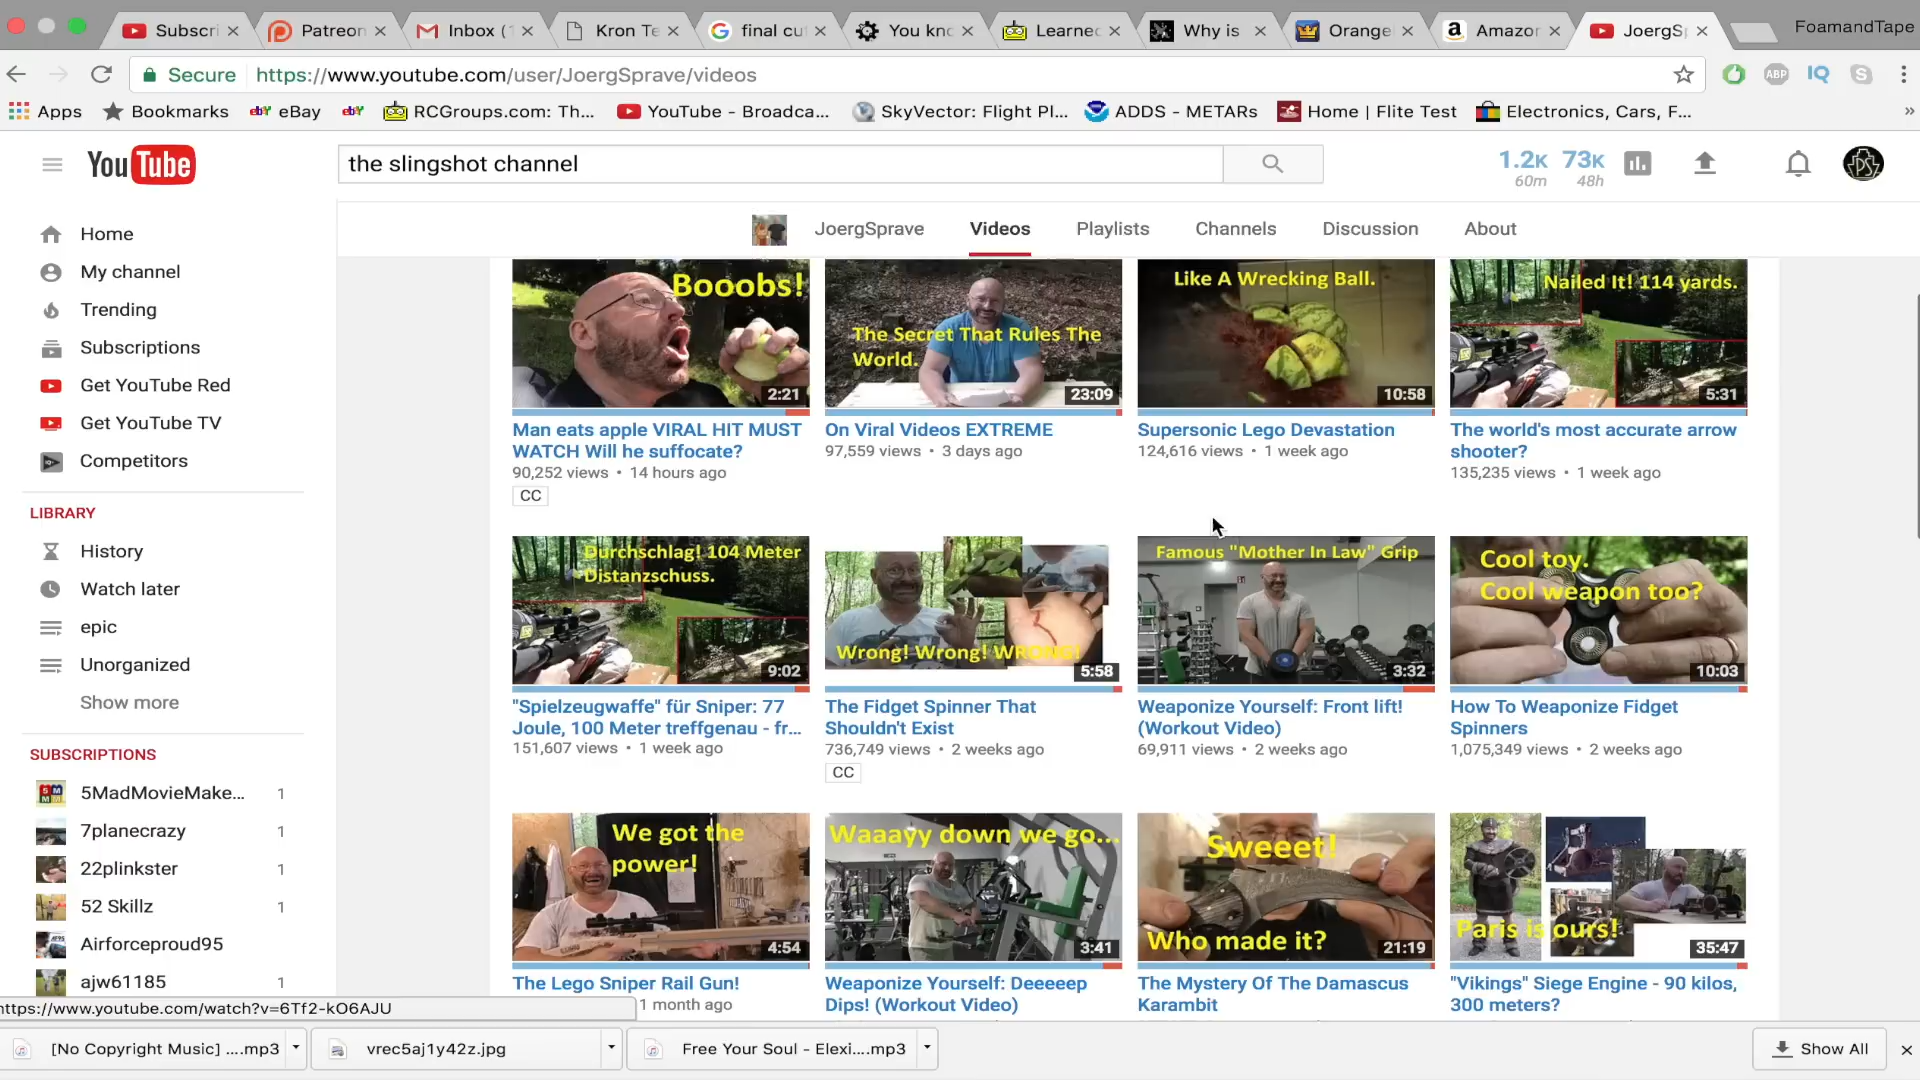 Subscri
Patreon
Inbox (1
Kron Te
final cu
You kno
Learned
Why is
Orange
Amazon
JoergSp
FoamandTape
Secure
https://www.youtube.com/user/JoergSprave/videos
ABP
IQ
Apps
Bookmarks
eBay
RCGroups.com: Th...
YouTube - Broadca...
SkyVector: Flight Pl...
ADDS - METARs
Home | Flite Test
Electronics, Cars, F...
YouTube
the slingshot channel
1.2K 73K
60m 48h
Home
My channel
Trending
Subscriptions
Get YouTube Red
Get YouTube TV
Competitors
LIBRARY
History
Watch later
epic
Unorganized
Show more
SUBSCRIPTIONS
5MadMovieMake... 1
7planecrazy 1
22plinkster 1
52 Skillz 1
Airforceproud95
ajw61185 1
JoergSprave
Videos
Playlists
Channels
Discussion
About
Booobs!
2:21
Man eats apple VIRAL HIT MUST
WATCH Will he suffocate?
90,252 views • 14 hours ago
CC
The Secret That Rules The
World.
23:09
On Viral Videos EXTREME
97,559 views • 3 days ago
Like A Wrecking Ball.
10:58
Supersonic Lego Devastation
124,616 views • 1 week ago
Nailed It! 114 yards.
5:31
The world's most accurate arrow
shooter?
135,235 views • 1 week ago
Durchschlag! 104 Meter
Distanzschuss.
9:02
"Spielzeugwaffe" für Sniper: 77
Joule, 100 Meter treffgenau - fr...
151,607 views • 1 week ago
Wrong! Wrong! WRONG!
5:58
The Fidget Spinner That
Shouldn't Exist
736,749 views • 2 weeks ago
CC
Famous "Mother In Law" Grip
3:32
Weaponize Yourself: Front lift!
(Workout Video)
69,911 views • 2 weeks ago
Cool toy.
Cool weapon too?
10:03
How To Weaponize Fidget
Spinners
1,075,349 views • 2 weeks ago
We got the
power!
4:54
The Lego Sniper Rail Gun!
1 month ago
Waaayy down we go...
3:41
Weaponize Yourself: Deeeeep
Dips! (Workout Video)
Sweeet!
Who made it?
21:19
The Mystery Of The Damascus
Karambit
Paris is ours!
35:47
"Vikings" Siege Engine - 90 kilos,
300 meters?
https://www.youtube.com/watch?v=6Tf2-kO6AJU
[No Copyright Music] ....mp3
vrec5aj1y42z.jpg
Free Your Soul - Elexi....mp3
Show All